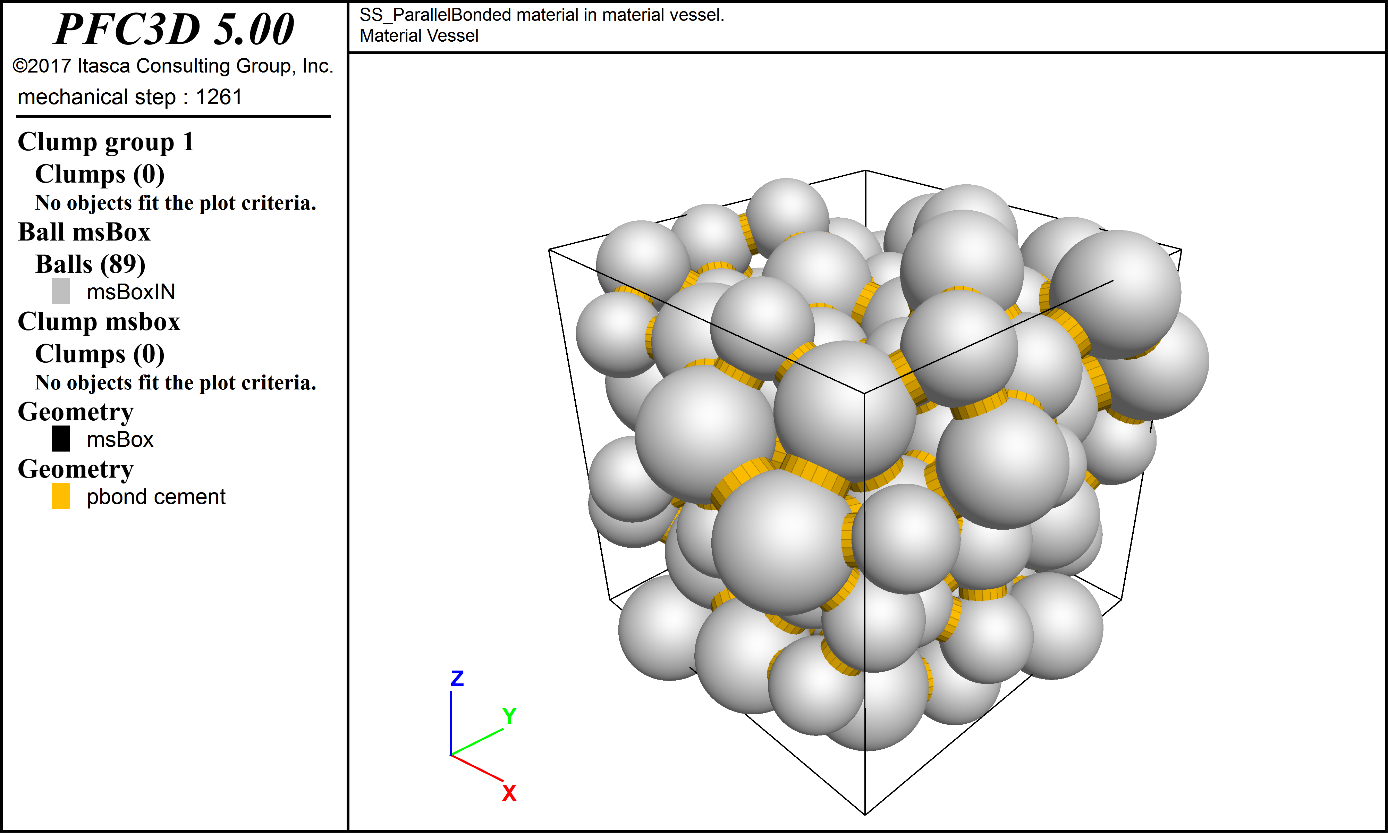 PFC3D 5.00
©2017 Itasca Consulting Group, Inc.
mechanical step : 1261
Clump group 1
Clumps (0)
No objects fit the plot criteria.
Ball msBox
Balls (89)
msBoxIN
Clump msbox
Clumps (0)
No objects fit the plot criteria.
Geometry
msBox
Geometry
pbond cement
SS_ParallelBonded material in material vessel.
Material Vessel
Z
Y
X